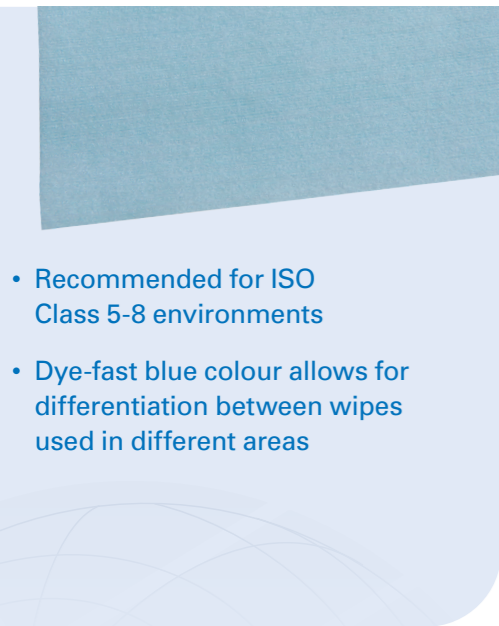 • Recommended for ISO
Class 5-8 environments
• Dye-fast blue colour allows for
differentiation between wipes
used in different areas